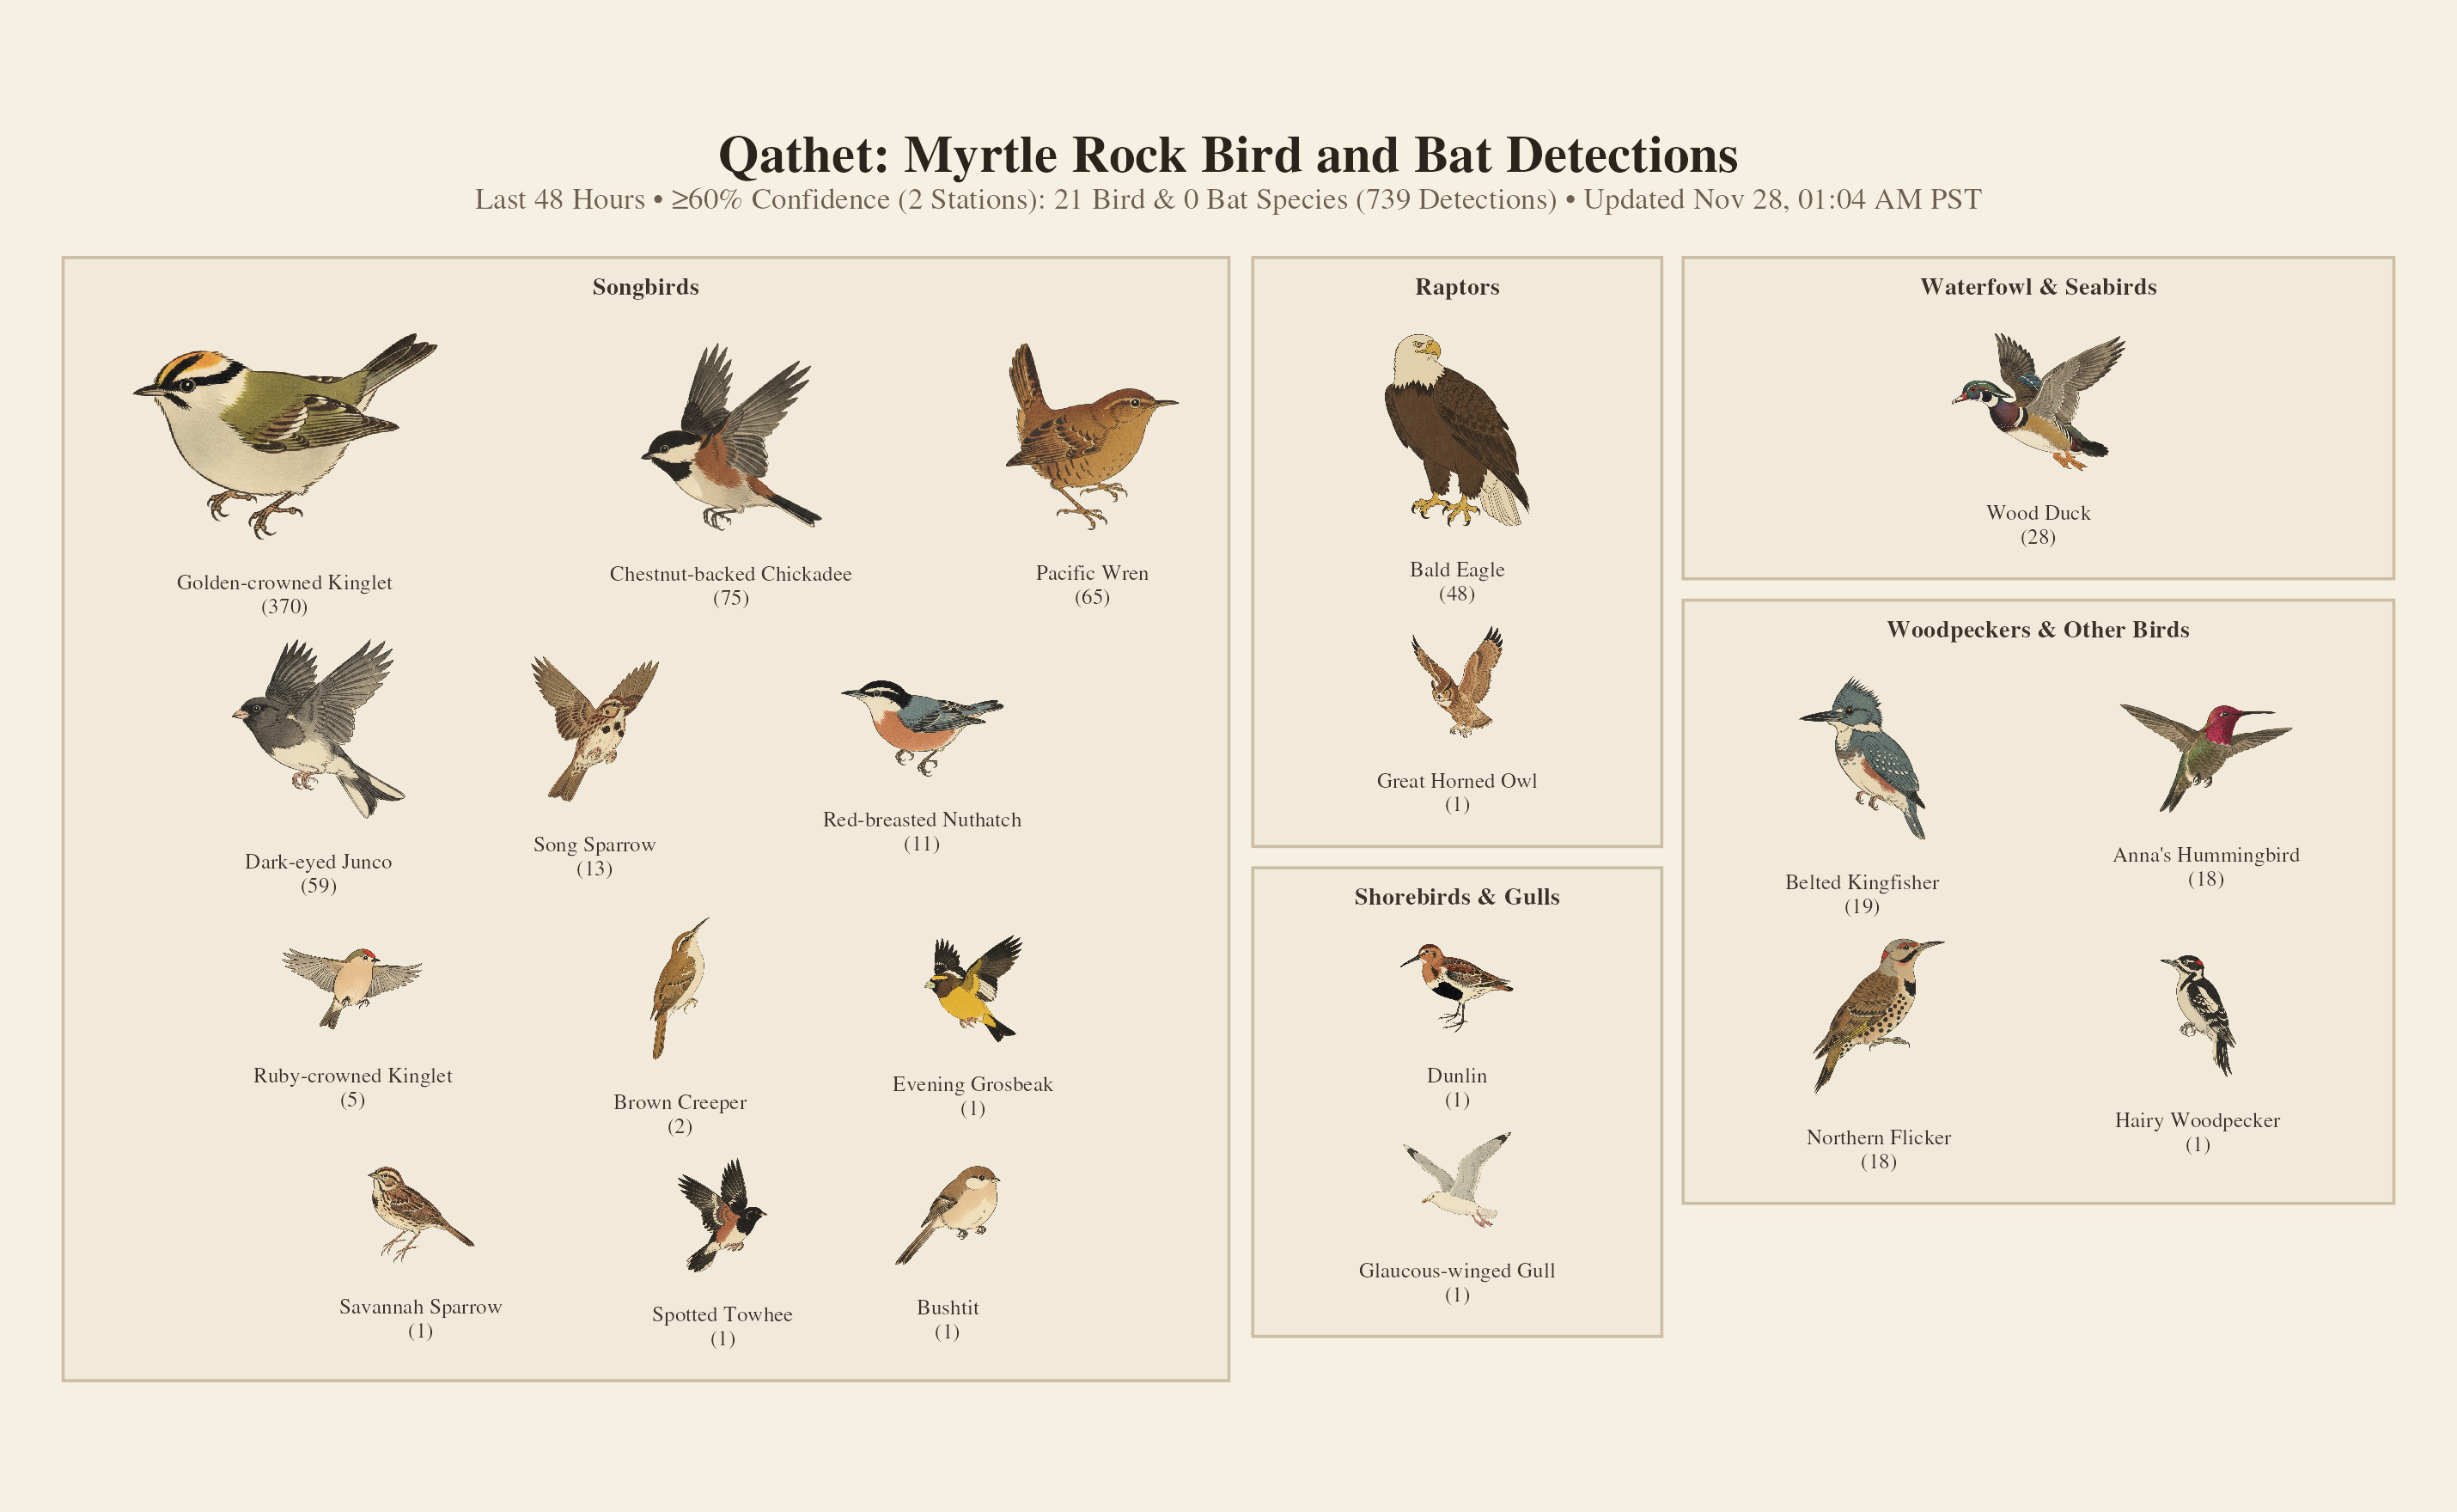 Qathet: Myrtle Rock Bird and Bat Detections
Last 48 Hours • ≥60% Confidence (2 Stations): 21 Bird & 0 Bat Species (739 Detections) • Updated Nov 28, 01:04 AM PST
Songbirds
Golden-crowned Kinglet
(370)
Chestnut-backed Chickadee
(75)
Pacific Wren
(65)
Dark-eyed Junco
(59)
Song Sparrow
(13)
Red-breasted Nuthatch
(11)
Ruby-crowned Kinglet
(5)
Brown Creeper
(2)
Evening Grosbeak
(1)
Savannah Sparrow
(1)
Spotted Towhee
(1)
Bushtit
(1)
Raptors
Bald Eagle
(48)
Great Horned Owl
(1)
Shorebirds & Gulls
Dunlin
(1)
Glaucous-winged Gull
(1)
Waterfowl & Seabirds
Wood Duck
(28)
Woodpeckers & Other Birds
Belted Kingfisher
(19)
Anna's Hummingbird
(18)
Northern Flicker
(18)
Hairy Woodpecker
(1)